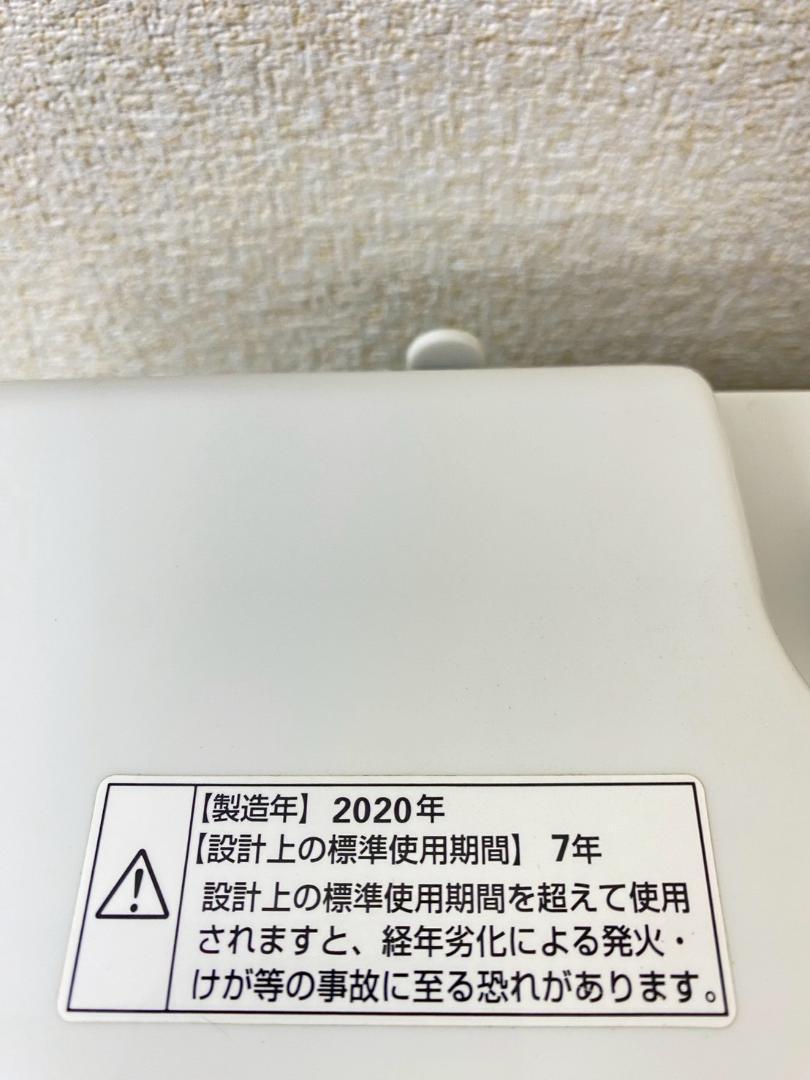 【製造年】 2020年
【設計上の標準使用期間】 7年
設計上の標準使用期間を超えて使用
されますと、経年劣化による発火・
けが等の事故に至る恐れがあります。